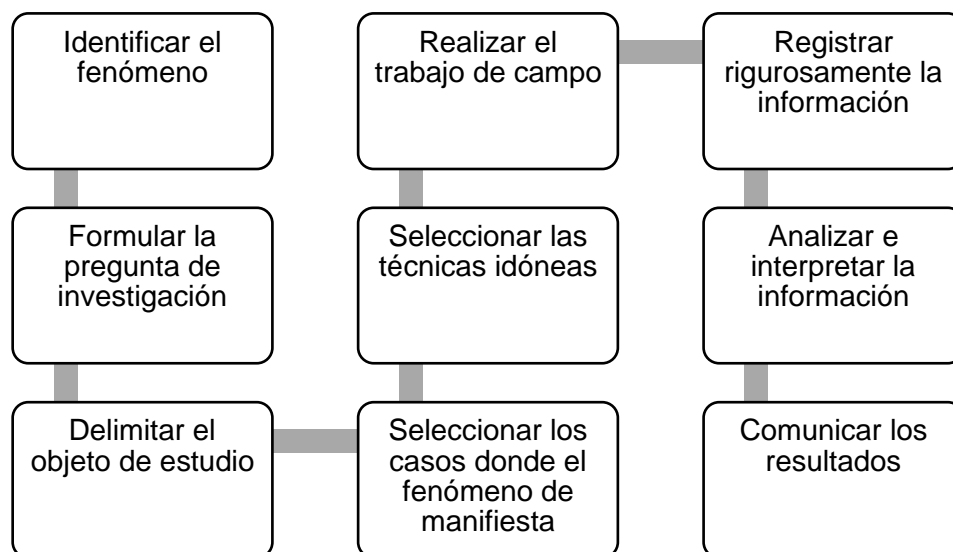 Identificar el
fenómeno
Formular la
pregunta de
investigación
Delimitar el
objeto de estudio
Seleccionar los
casos donde el
fenómeno de
manifiesta
Seleccionar las
técnicas idóneas
Realizar el
trabajo de campo
Registrar
rigurosamente la
información
Analizar e
interpretar la
información
Comunicar los
resultados